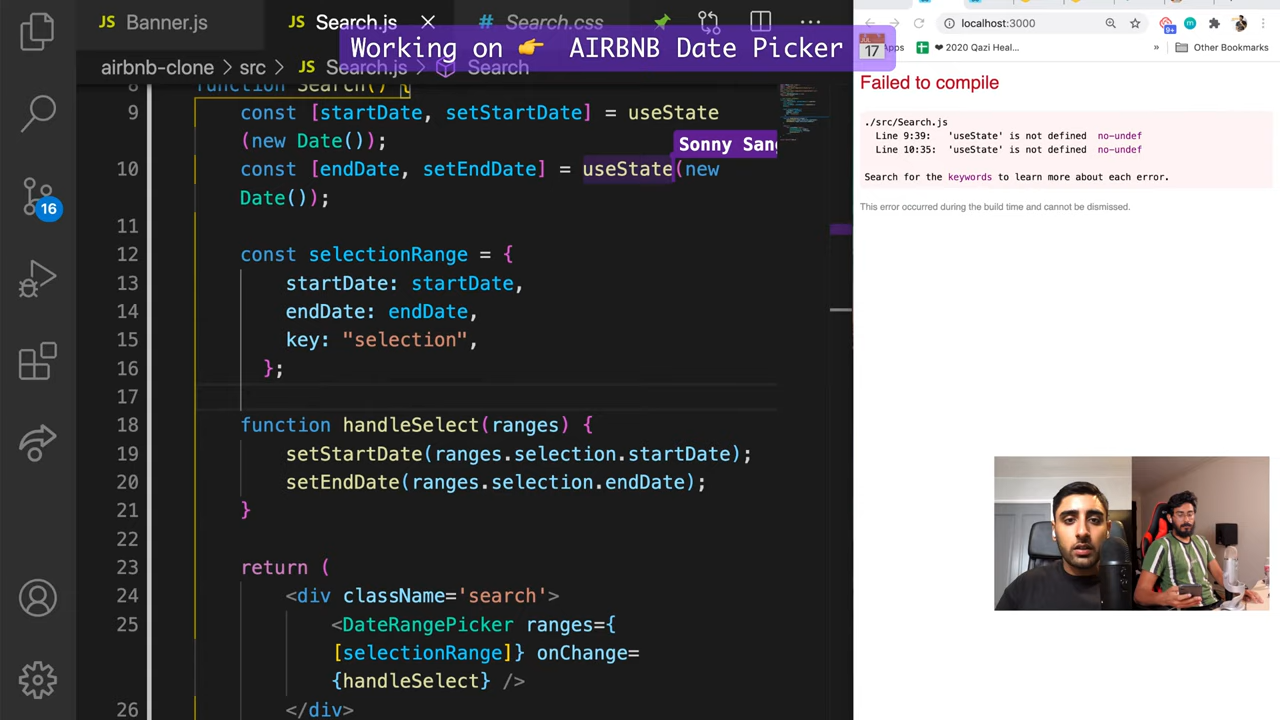 Banner.js
Search.js
Search.css
Working on 👉 AIRBNB Date Picker
17
airbnb-clone > src > JS Search.js > Search
8 function Search() {
9 const [startDate, setStartDate] = useState
(new Date());
Sonny San
10 const [endDate, setEndDate] = useState(new
Date());
11
12 const selectionRange = {
13 startDate: startDate,
14 endDate: endDate,
15 key: "selection",
16 };
17
18 function handleSelect(ranges) {
19 setStartDate(ranges.selection.startDate);
20 setEndDate(ranges.selection.endDate);
21 }
22
23 return (
24 <div className='search'>
25 <DateRangePicker ranges={
[selectionRange]} onChange=
{handleSelect} />
26 </div>
16
localhost:3000
9+
m
❤ 2020 Qazi Heal...
»
Other Bookmarks
Failed to compile
./src/Search.js
Line 9:39: 'useState' is not defined no-undef
Line 10:35: 'useState' is not defined no-undef
Search for the keywords to learn more about each error.
This error occurred during the build time and cannot be dismissed.